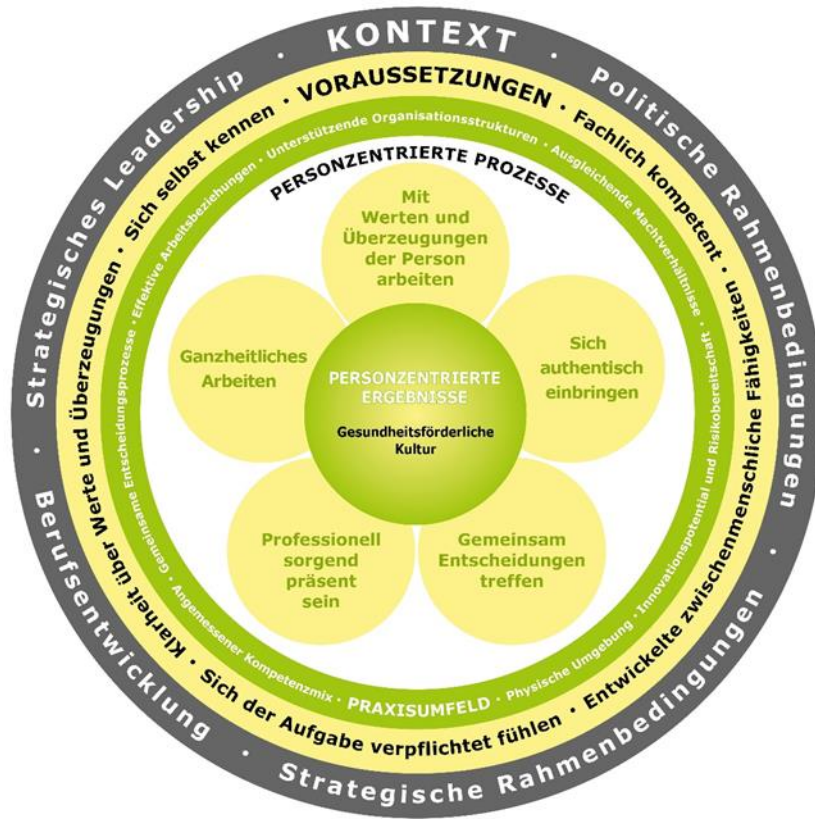 KONTEXT · Politische Rahmenbedingungen · Strategische Rahmenbedingungen · Berufsentwicklung · Strategisches Leadership ·
VORAUSSETZUNGEN · Fachlich kompetent · Entwickelte zwischenmenschliche Fähigkeiten · Sich der Aufgabe verpflichtet fühlen · Klarheit über Werte und Überzeugungen · Sich selbst kennen ·
Unterstützende Organisationsstrukturen · Ausgleichende Machtverhältnisse · Innovationspotential und Risikobereitschaft · Physische Umgebung · PRAXISUMFELD · Angemessener Kompetenzmix · Gemeinsame Entscheidungsprozesse · Effektive Arbeitsbeziehungen ·
PERSONZENTRIERTE PROZESSE
Mit
Werten und
Überzeugungen
der Person
arbeiten
Sich
authentisch
einbringen
Gemeinsam
Entscheidungen
treffen
Professionell
sorgend
präsent
sein
Ganzheitliches
Arbeiten
PERSONZENTRIERTE
ERGEBNISSE
Gesundheitsförderliche
Kultur